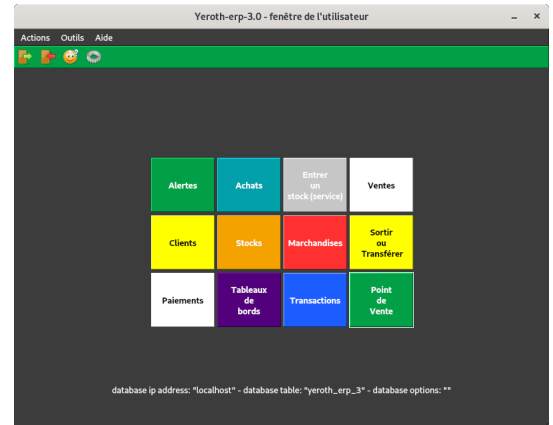 Yeroth-erp-3.0 - fenêtre de l'utilisateur
Actions Outils Aide
Alertes
Achats
Entrer
un
stock (service)
Ventes
Clients
Stocks
Marchandises
Sortir
ou
Transférer
Paiements
Tableaux
de
bords
Transactions
Point
de
Vente
database ip address: "localhost" - database table: "yeroth_erp_3" - database options: ""